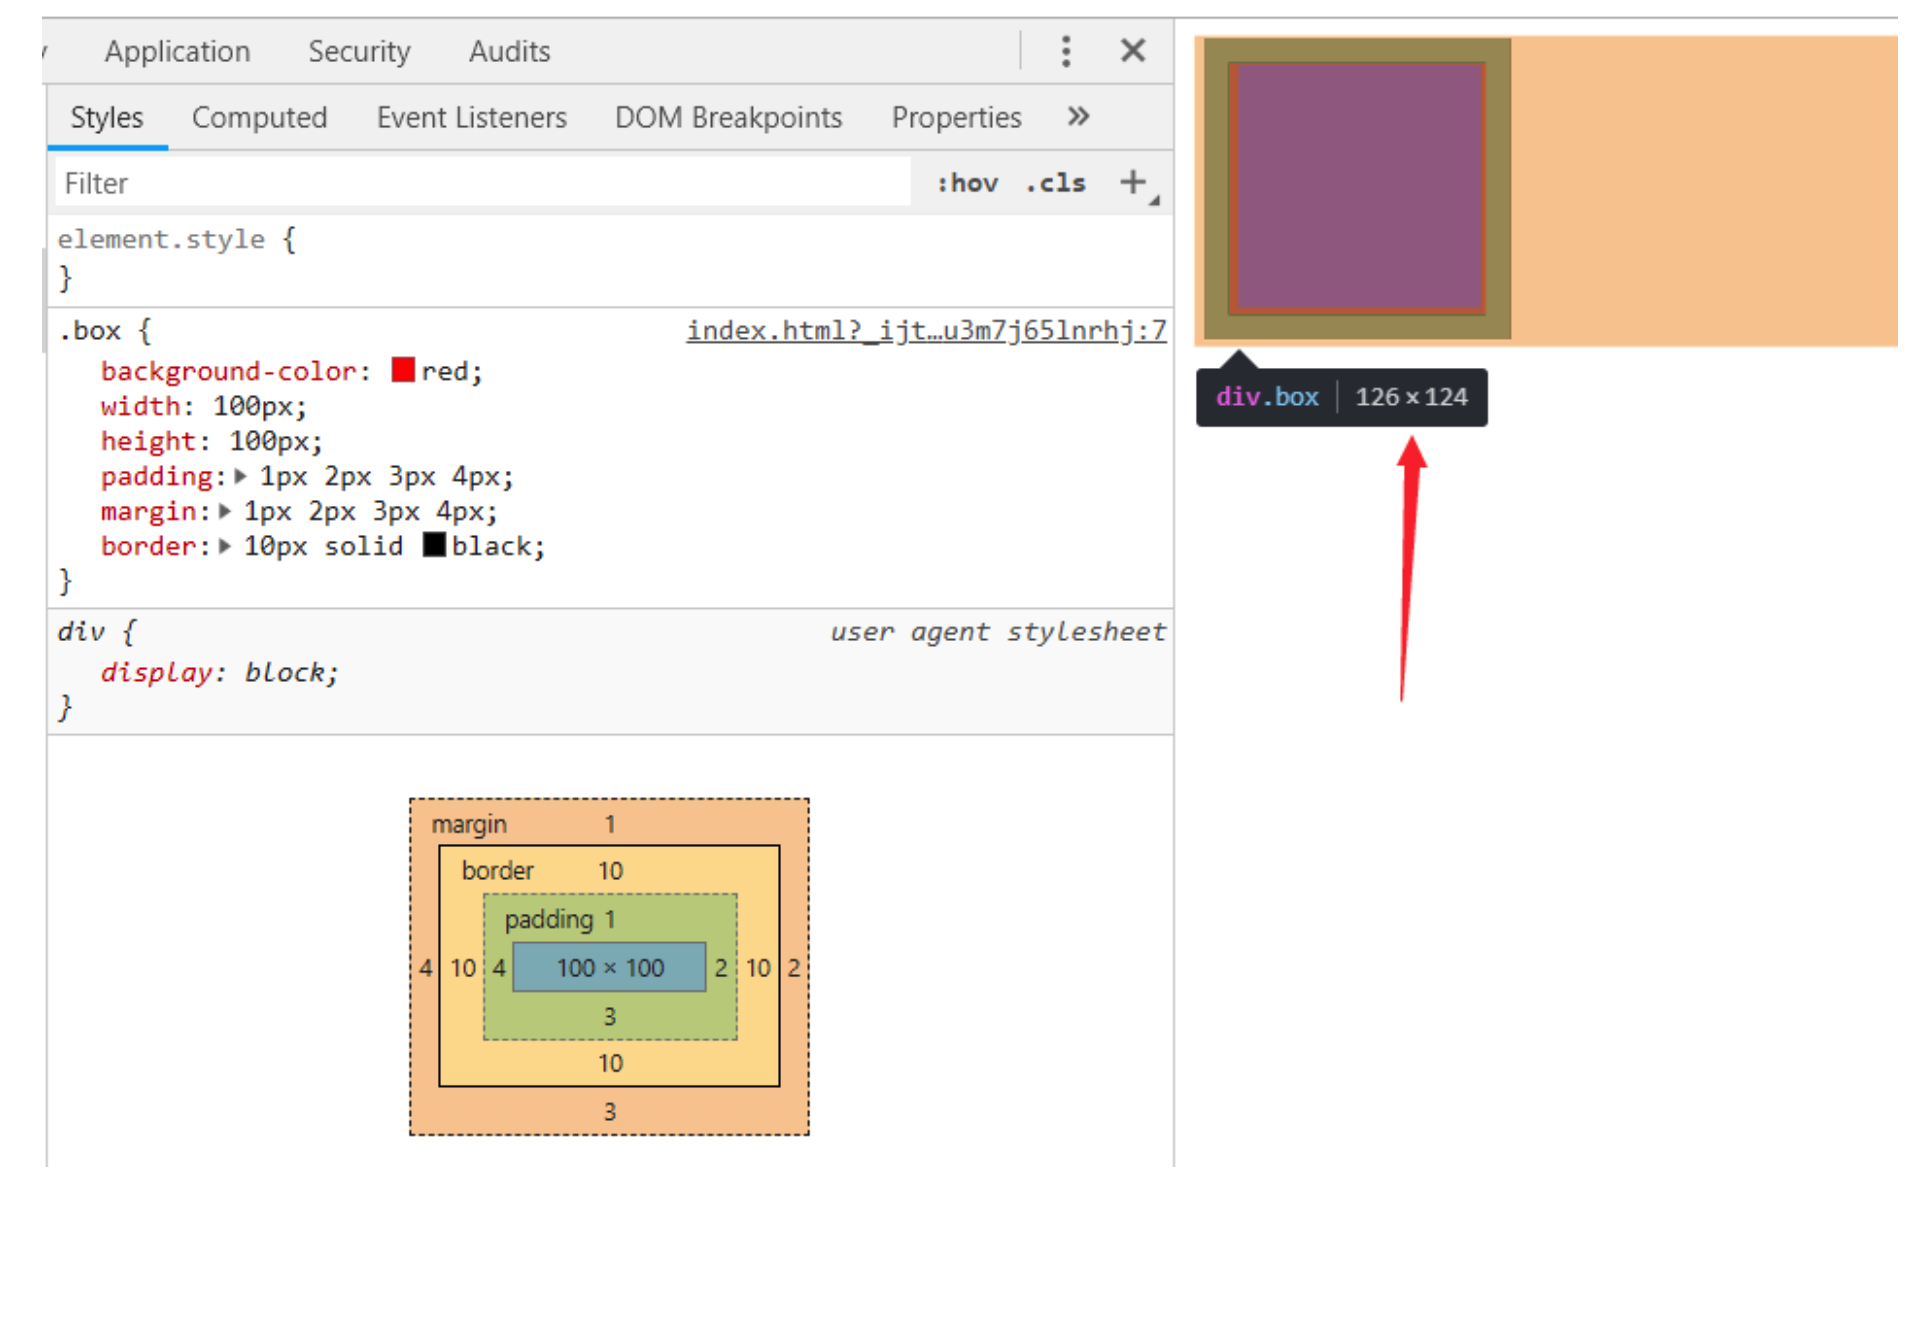 Application Security Audits
Styles Computed Event Listeners DOM Breakpoints Properties »
Filter :hov .cls +
element.style {
}
.box { index.html?_ijt…u3m7j65lnrhj:7
background-color: red;
width: 100px;
height: 100px;
padding: 1px 2px 3px 4px;
margin: 1px 2px 3px 4px;
border: 10px solid black;
}
div { user agent stylesheet
display: block;
}
margin 1
border 10
padding 1
4 10 4 100 × 100 2 10 2
3
10
3
div.box 126 × 124